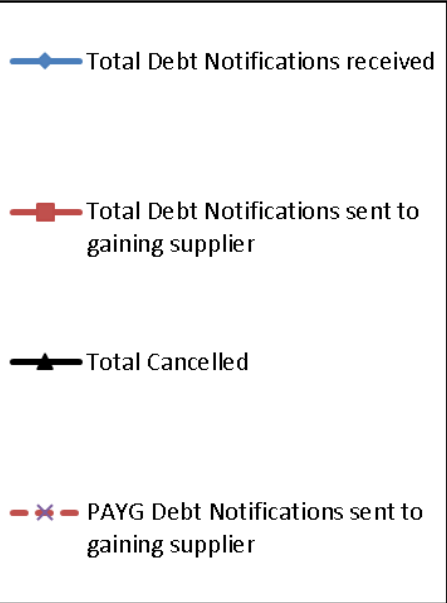 Total Debt Notifications received
Total Debt Notifications sent to
gaining supplier
Total Cancelled
PAYG Debt Notifications sent to
gaining supplier